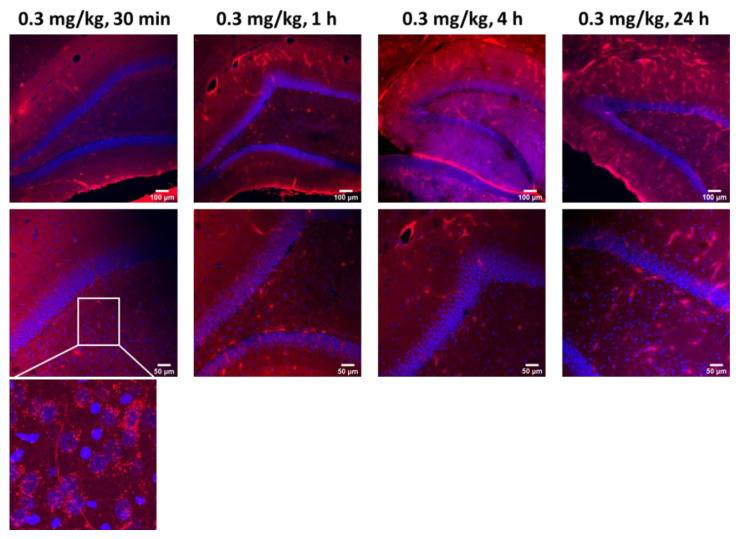 0.3 mg/kg, 30 min 0.3 mg/kg, 1 h 0.3 mg/kg, 4 h 0.3 mg/kg, 24 h
100 µm 100 µm 100 µm 100 µm
50 µm 50 µm 50 µm 50 µm